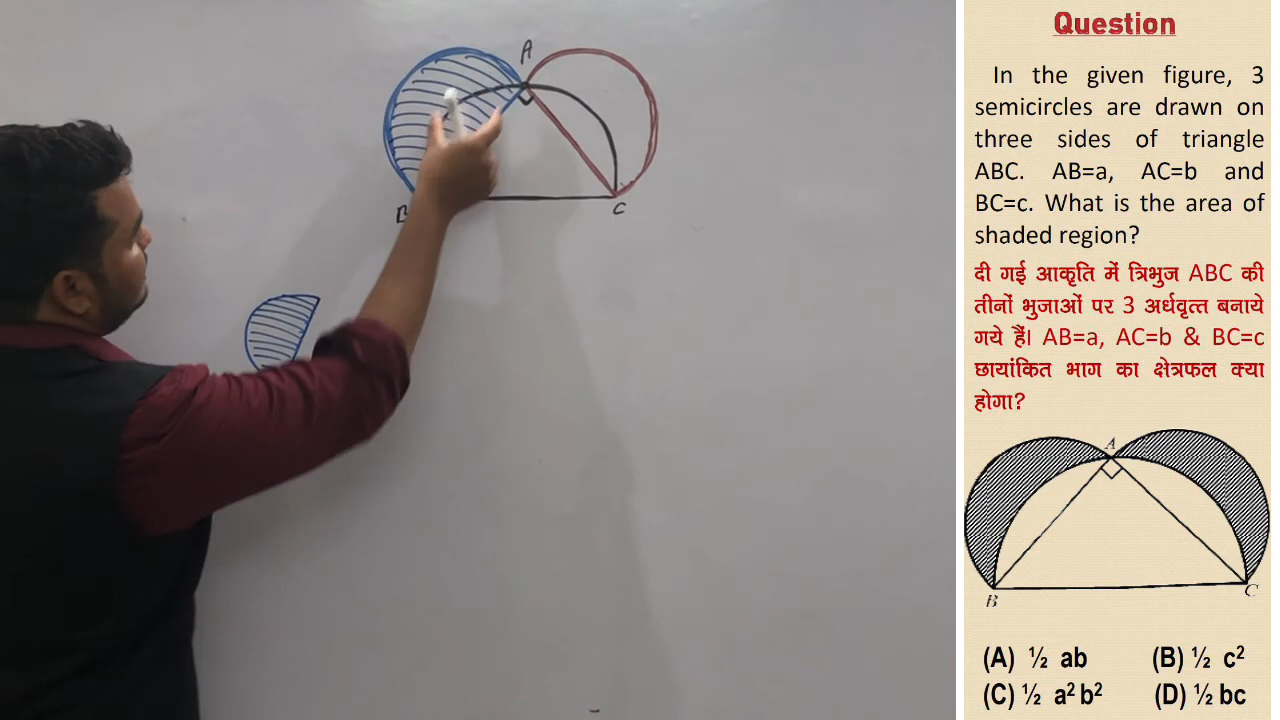 A
B
C
Question
In the given figure, 3
semicircles are drawn on
three sides of triangle
ABC. AB=a, AC=b and
BC=c. What is the area of
shaded region?
दी गई आकृति में त्रिभुज ABC की
तीनों भुजाओं पर 3 अर्धवृत्त बनाये
गये हैं। AB=a, AC=b & BC=c
छायांकित भाग का क्षेत्रफल क्या
होगा?
A
B
C
(A) ½ ab (B) ½ c²
(C) ½ a² b² (D) ½ bc